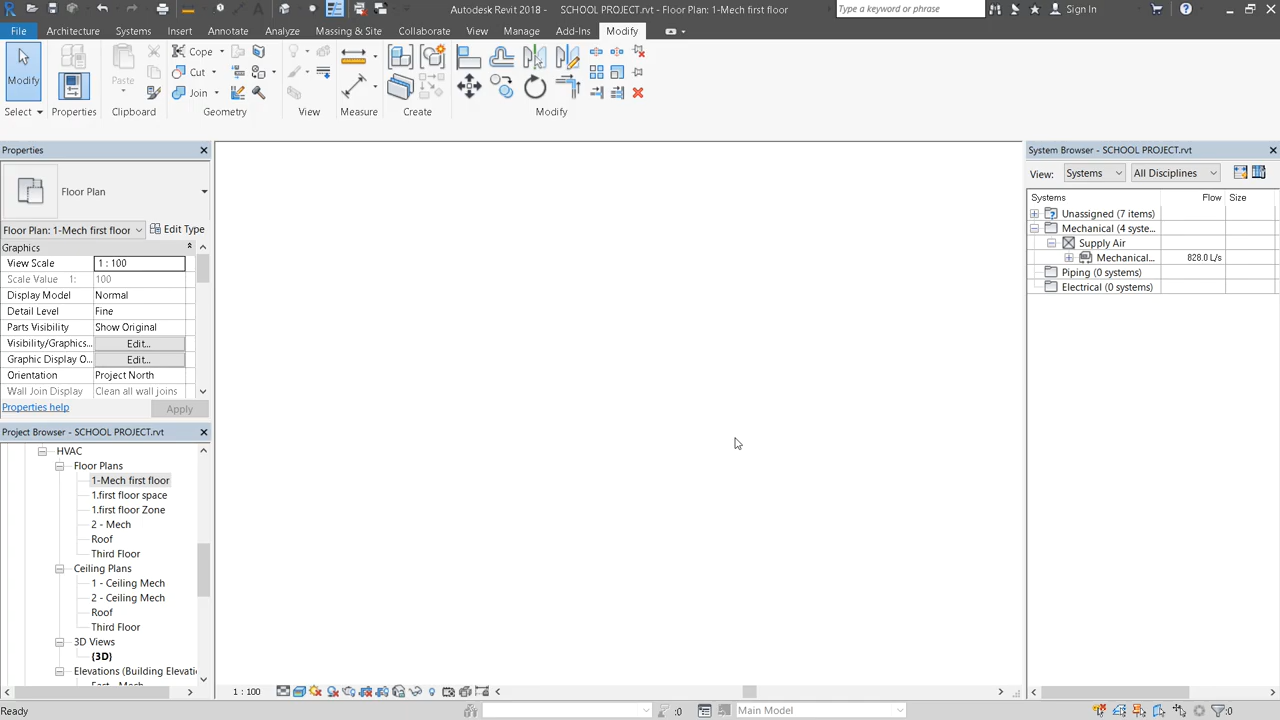 Autodesk Revit 2018 - SCHOOL PROJECT.rvt - Floor Plan: 1-Mech first floor
Type a keyword or phrase
Sign In
File Architecture Systems Insert Annotate Analyze Massing & Site Collaborate View Manage Add-Ins Modify
Modify
Paste
Cope
Cut
Join
Select Properties Clipboard Geometry View Measure Create Modify
Properties
Floor Plan
Floor Plan: 1-Mech first floor
Edit Type
Graphics
View Scale 1 : 100
Scale Value 1: 100
Display Model Normal
Detail Level Fine
Parts Visibility Show Original
Visibility/Graphics... Edit...
Graphic Display O... Edit...
Orientation Project North
Wall Join Display Clean all wall joins
Properties help
Apply
Project Browser - SCHOOL PROJECT.rvt
HVAC
Floor Plans
1-Mech first floor
1.first floor space
1.first floor Zone
2 - Mech
Roof
Third Floor
Ceiling Plans
1 - Ceiling Mech
2 - Ceiling Mech
Roof
Third Floor
3D Views
(3D)
Elevations (Building Elevati
System Browser - SCHOOL PROJECT.rvt
View: Systems All Disciplines
Systems Flow Size
Unassigned (7 items)
Mechanical (4 syste...
Supply Air
Mechanical... 828.0 L/s
Piping (0 systems)
Electrical (0 systems)
1 : 100
Ready
:0
Main Model
:0